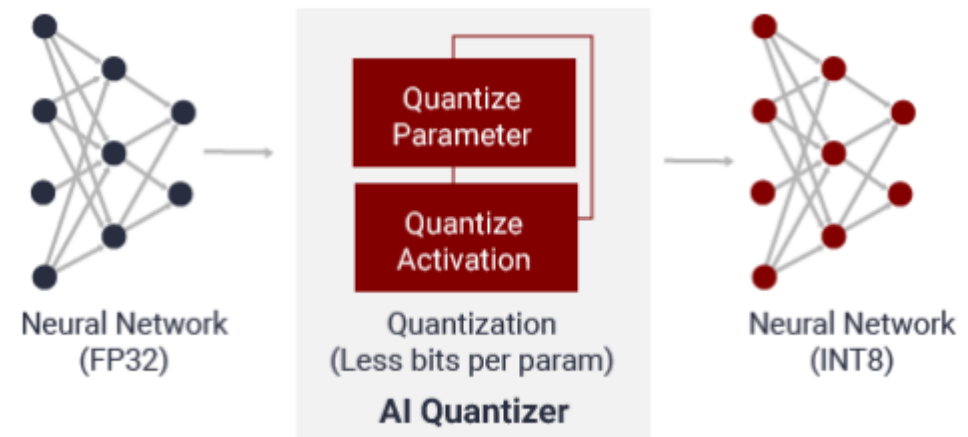 Neural Network
(FP32)
Quantize
Parameter
Quantize
Activation
Quantization
(Less bits per param)
AI Quantizer
Neural Network
(INT8)